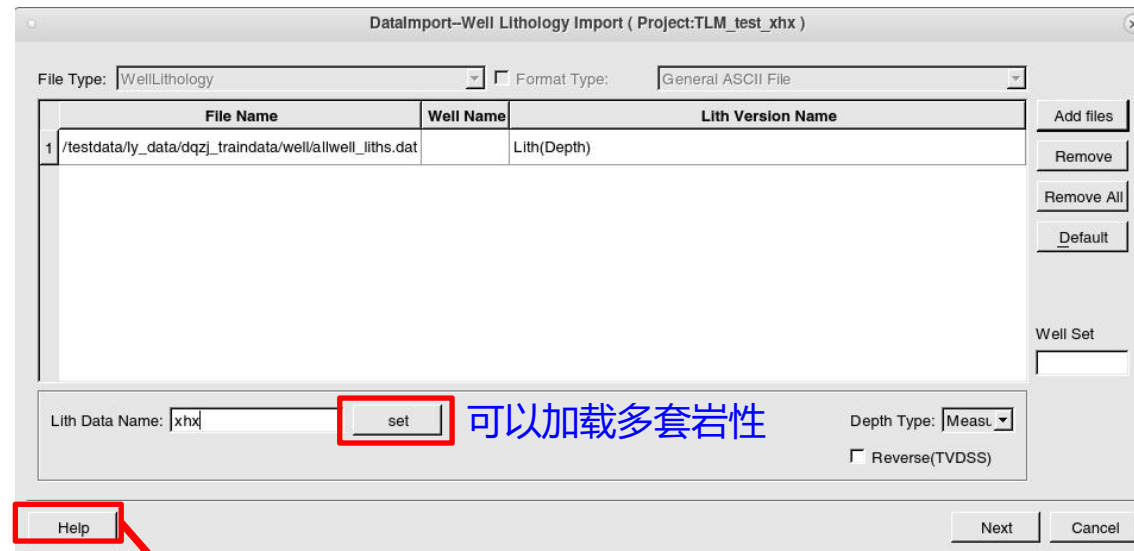 DataImport--Well Lithology Import ( Project:TLM_test_xhx )
File Type: WellLithology Format Type: General ASCII File
File Name Well Name Lith Version Name
1 /testdata/ly_data/dqzj_traindata/well/allwell_liths.dat Lith(Depth)
Add files
Remove
Remove All
Default
Well Set
Lith Data Name: xhx set 可以加载多套岩性 Depth Type: Measu
Reverse(TVDSS)
Help Next Cancel